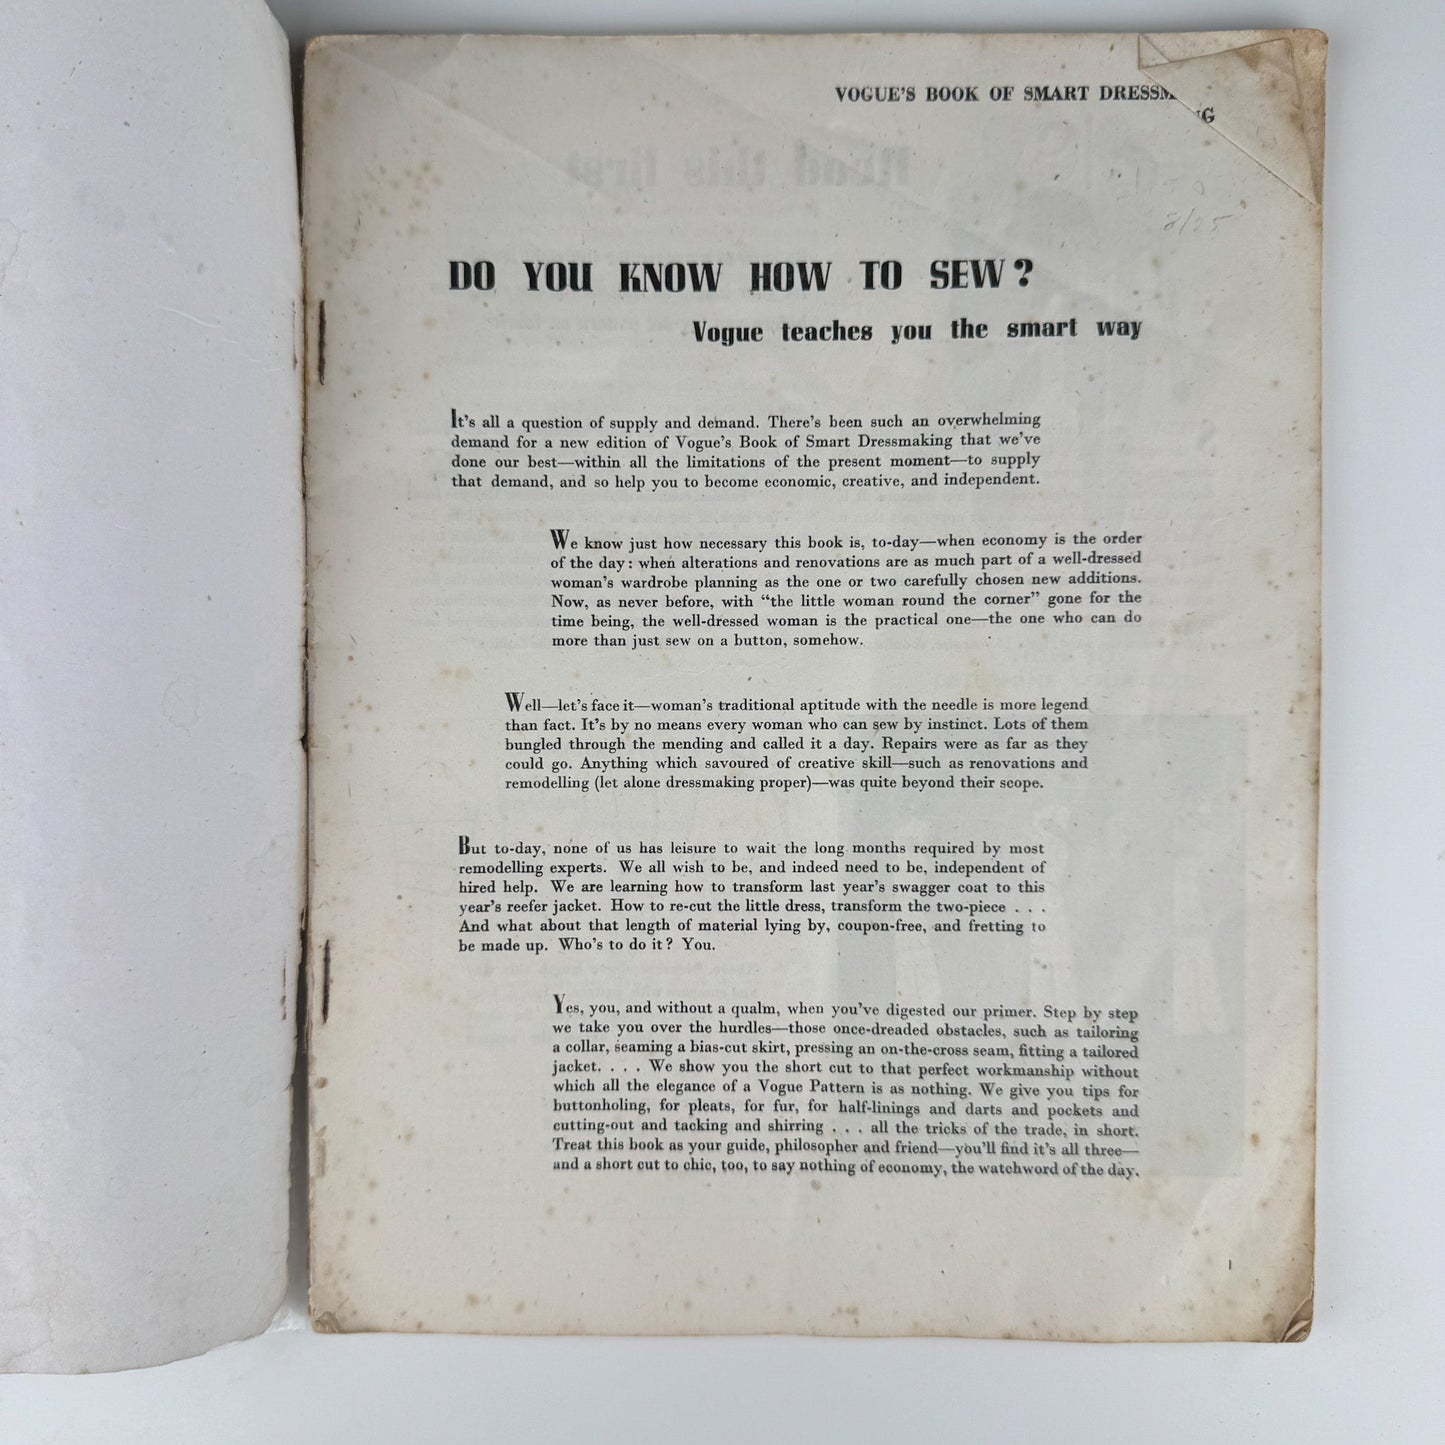 VOGUE'S BOOK OF SMART
8/25
DO YOU KNOW HOW TO SEW?
Vogue teaches you the smart way
It's all a question of supply and demand. There's been such an overwhelming
demand for a new edition of Vogue's Book of Smart Dressmaking that we've
done our best—within all the limitations of the present moment—to supply
that demand, and so help you to become economic, creative, and independent.
We know just how necessary this book is, to-day—when economy is the order
of the day: when alterations and renovations are as much part of a well-dressed
woman's wardrobe planning as the one or two carefully chosen new additions.
Now, as never before, with "the little woman round the corner" gone for the
time being, the well-dressed woman is the practical one—the one who can do
more than just sew on a button, somehow.
Well—let's face it—woman's traditional aptitude with the needle is more legend
than fact. It's by no means every woman who can sew by instinct. Lots of them
bungled through the mending and called it a day. Repairs were as far as they
could go. Anything which savoured of creative skill—such as renovations and
remodelling (let alone dressmaking proper)—was quite beyond their scope.
But to-day, none of us has leisure to wait the long months required by most
remodelling experts. We all wish to be, and indeed need to be, independent of
hired help. We are learning how to transform last year's swagger coat to this
year's reefer jacket. How to re-cut the little dress, transform the two-piece . . .
And what about that length of material lying by, coupon-free, and fretting to
be made up. Who's to do it? You.
Yes, you, and without a qualm, when you've digested our primer. Step by step
we take you over the hurdles—those once-dreaded obstacles, such as tailoring
a collar, seaming a bias-cut skirt, pressing an on-the-cross seam, fitting a tailored
jacket. . . . We show you the short cut to that perfect workmanship without
which all the elegance of a Vogue Pattern is as nothing. We give you tips for
buttonholing, for pleats, for fur, for half-linings and darts and pockets and
cutting-out and tacking and shirring . . . all the tricks of the trade, in short.
Treat this book as your guide, philosopher and friend—you'll find it's all three—
and a short cut to chic, too, to say nothing of economy, the watchword of the day.